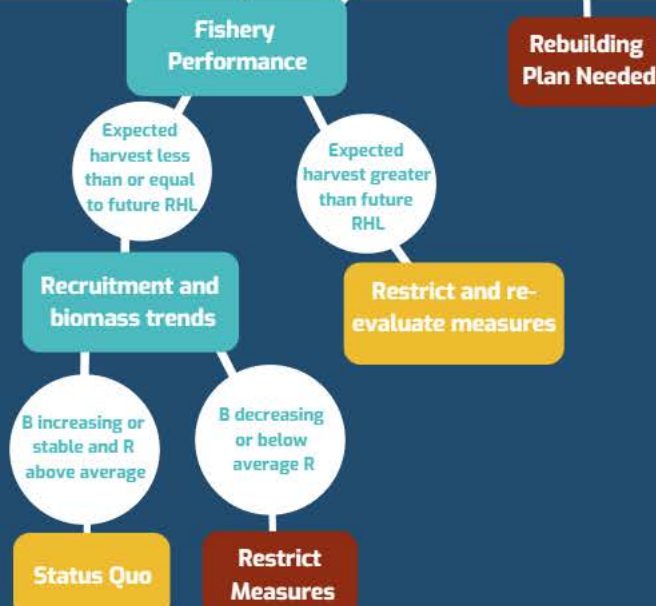 Fishery
Performance
Rebuilding
Plan Needed
Expected
harvest less
than or equal
to future RHL
Expected
harvest greater
than future
RHL
Recruitment and
biomass trends
Restrict and re-
evaluate measures
B increasing or
stable and R
above average
B decreasing
or below
average R
Status Quo
Restrict
Measures